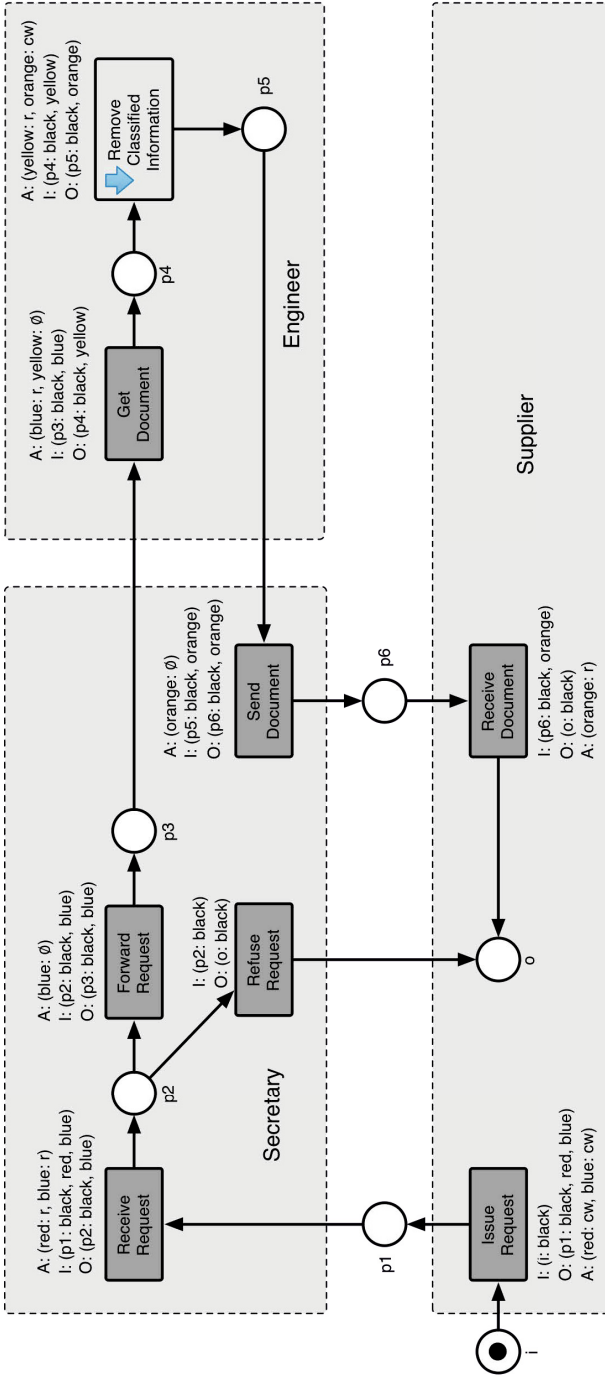 A: (red: r, blue: r)
I: (p1: black, red, blue)
O: (p2: black, blue)
Receive
Request
p2
A: (blue: ∅)
I: (p2: black, blue)
O: (p3: black, blue)
Forward
Request
p3
I: (p2: black)
O: (o: black)
Refuse
Request
A: (orange: ∅)
I: (p5: black, orange)
O: (p6: black, orange)
Send
Document
Secretary
A: (blue: r, yellow: ∅)
I: (p3: black, blue)
O: (p4: black, yellow)
Get
Document
p4
A: (yellow: r, orange: cw)
I: (p4: black, yellow)
O: (p5: black, orange)
Remove
Classified
Information
p5
Engineer
p1
p6
i
Issue
Request
I: (i: black)
O: (p1: black, red, blue)
A: (red: cw, blue: cw)
o
Receive
Document
I: (p6: black, orange)
O: (o: black)
A: (orange: r)
Supplier